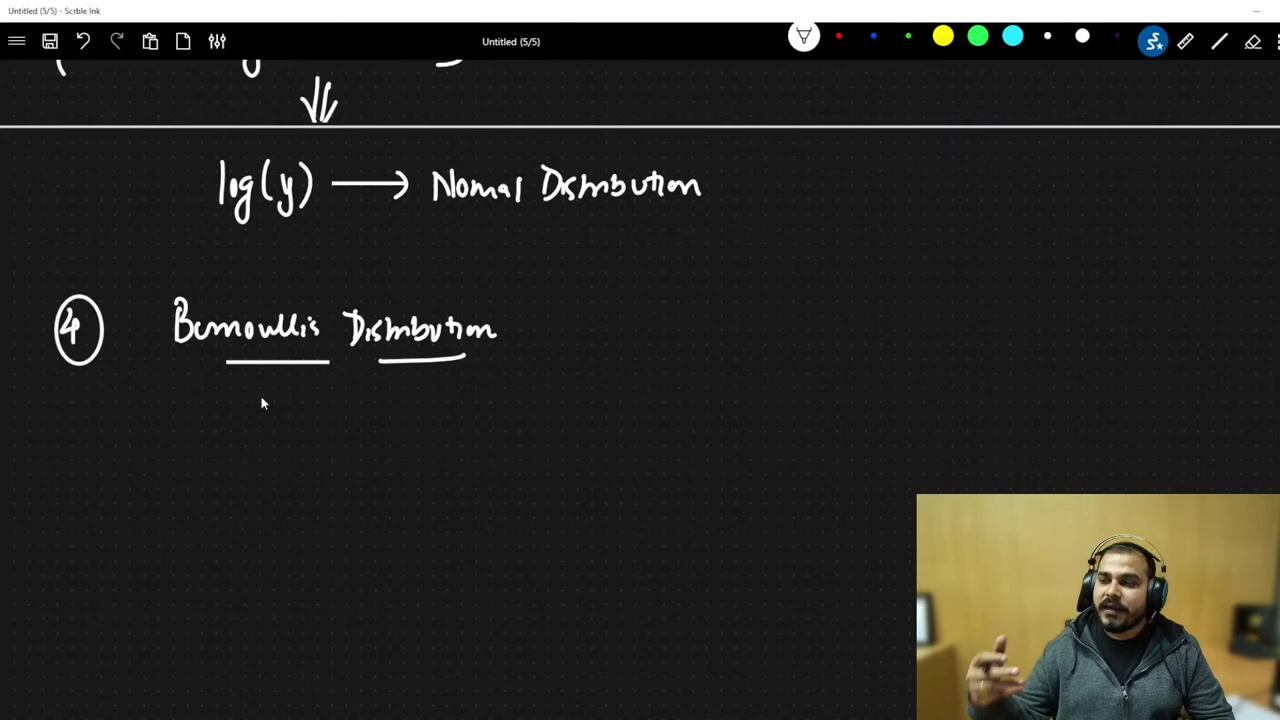 Untitled (5/5) - Scrble Ink
Untitled (5/5)
log(y) → Nomal Distribution
4 Bernoullis Distribution